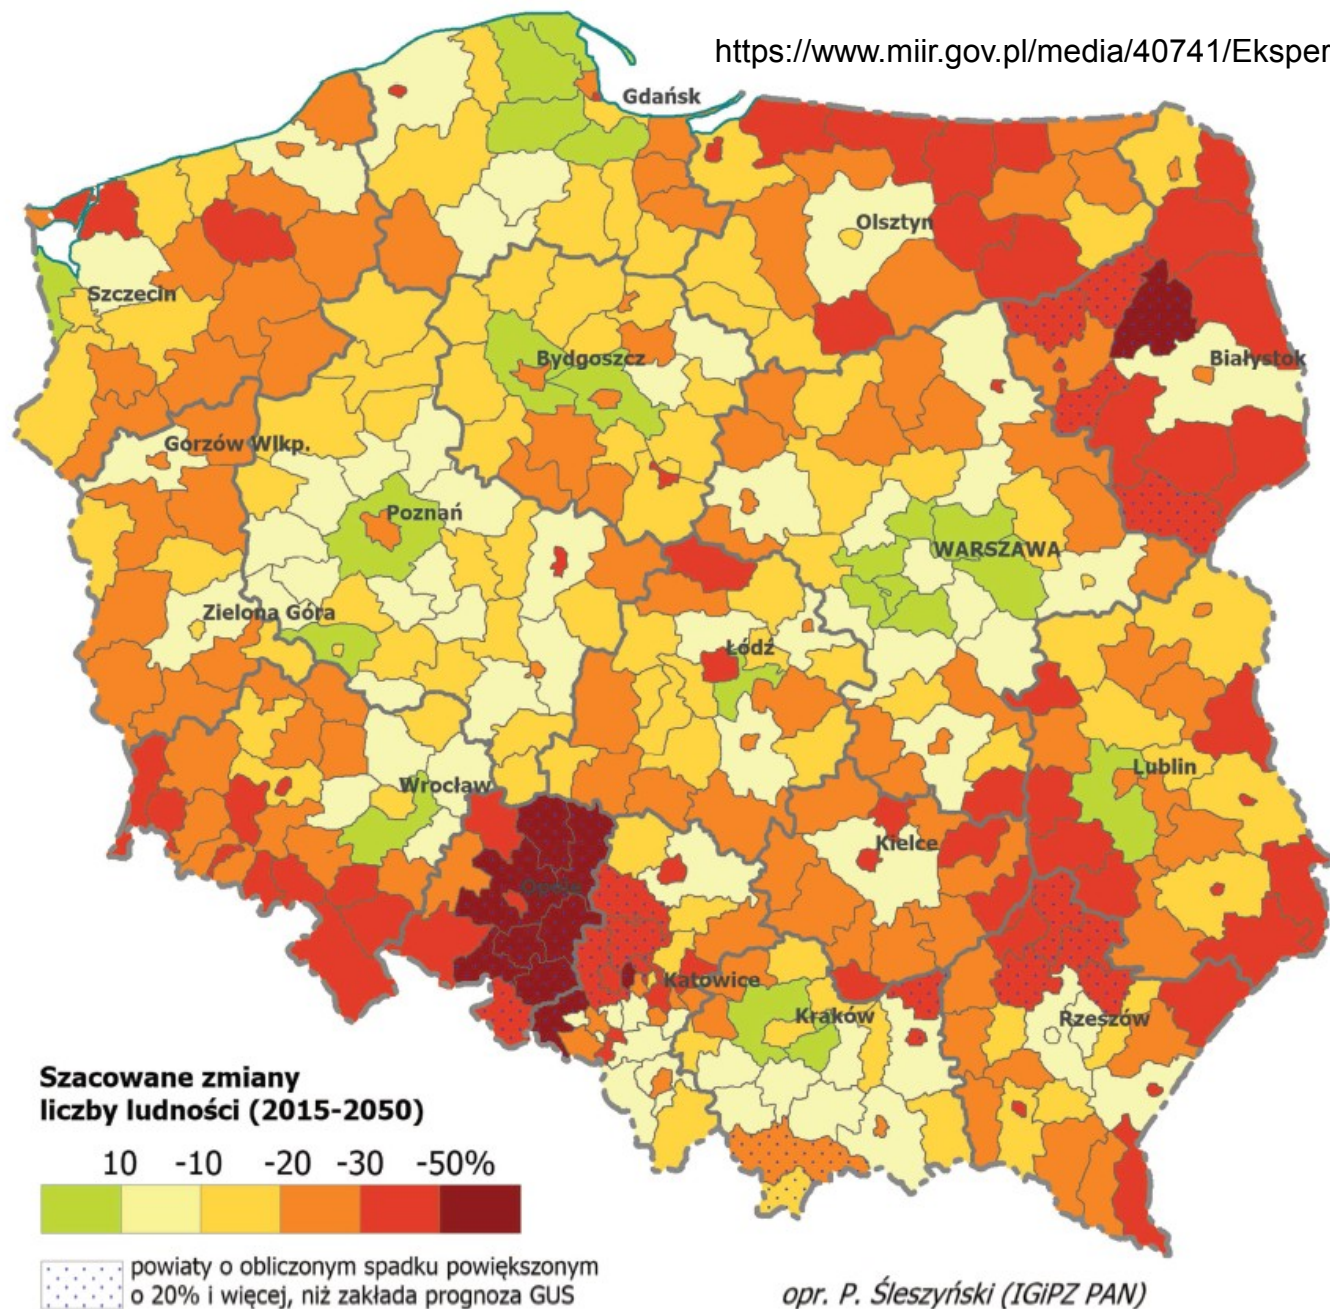 https://www.miir.gov.pl/media/40741/Eksper
Gdańsk
Olsztyn
Szczecin
Bydgoszcz
Białystok
Gorzów Wlkp.
Poznań
WARSZAWA
Zielona Góra
Łódź
Wrocław
Lublin
Kielce
Opole
Katowice
Kraków
Rzeszów
Szacowane zmiany
liczby ludności (2015-2050)
10 -10 -20 -30 -50%
powiaty o obliczonym spadku powiększonym
o 20% i więcej, niż zakłada prognoza GUS
opr. P. Śleszyński (IGiPZ PAN)